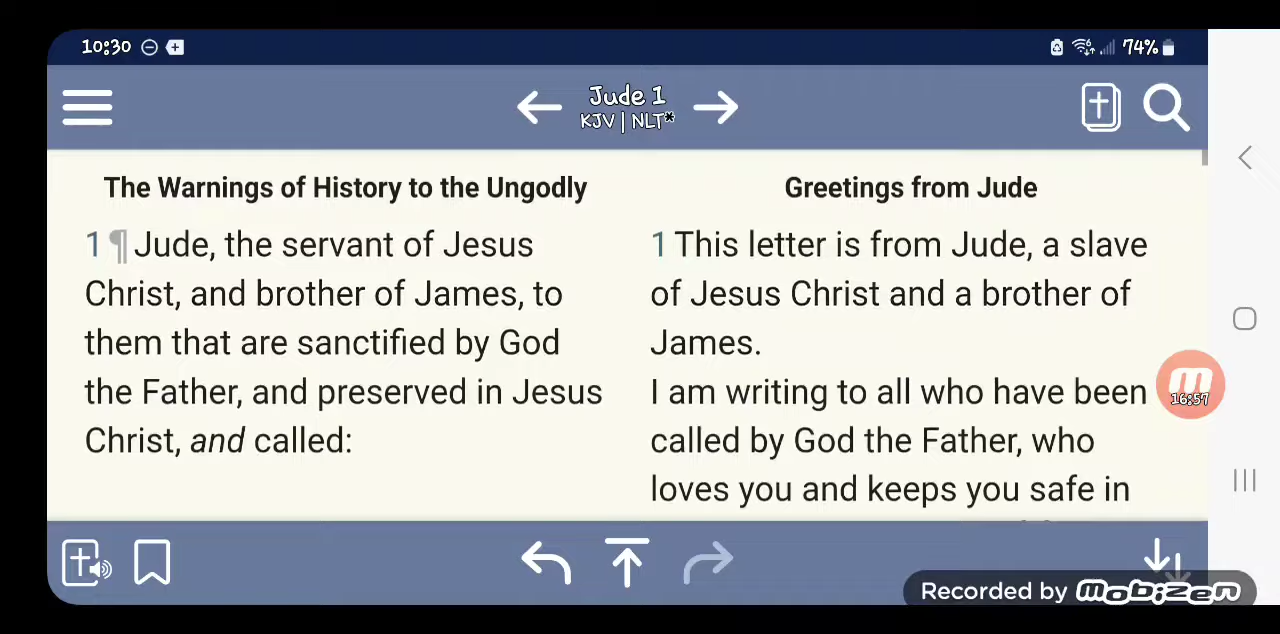 10:30
74%
Jude 1
KJV | NLT*
The Warnings of History to the Ungodly
1 ¶ Jude, the servant of Jesus
Christ, and brother of James, to
them that are sanctified by God
the Father, and preserved in Jesus
Christ, and called:
Greetings from Jude
1 This letter is from Jude, a slave
of Jesus Christ and a brother of
James.
I am writing to all who have been
called by God the Father, who
loves you and keeps you safe in
16:57
Recorded by Mobizen